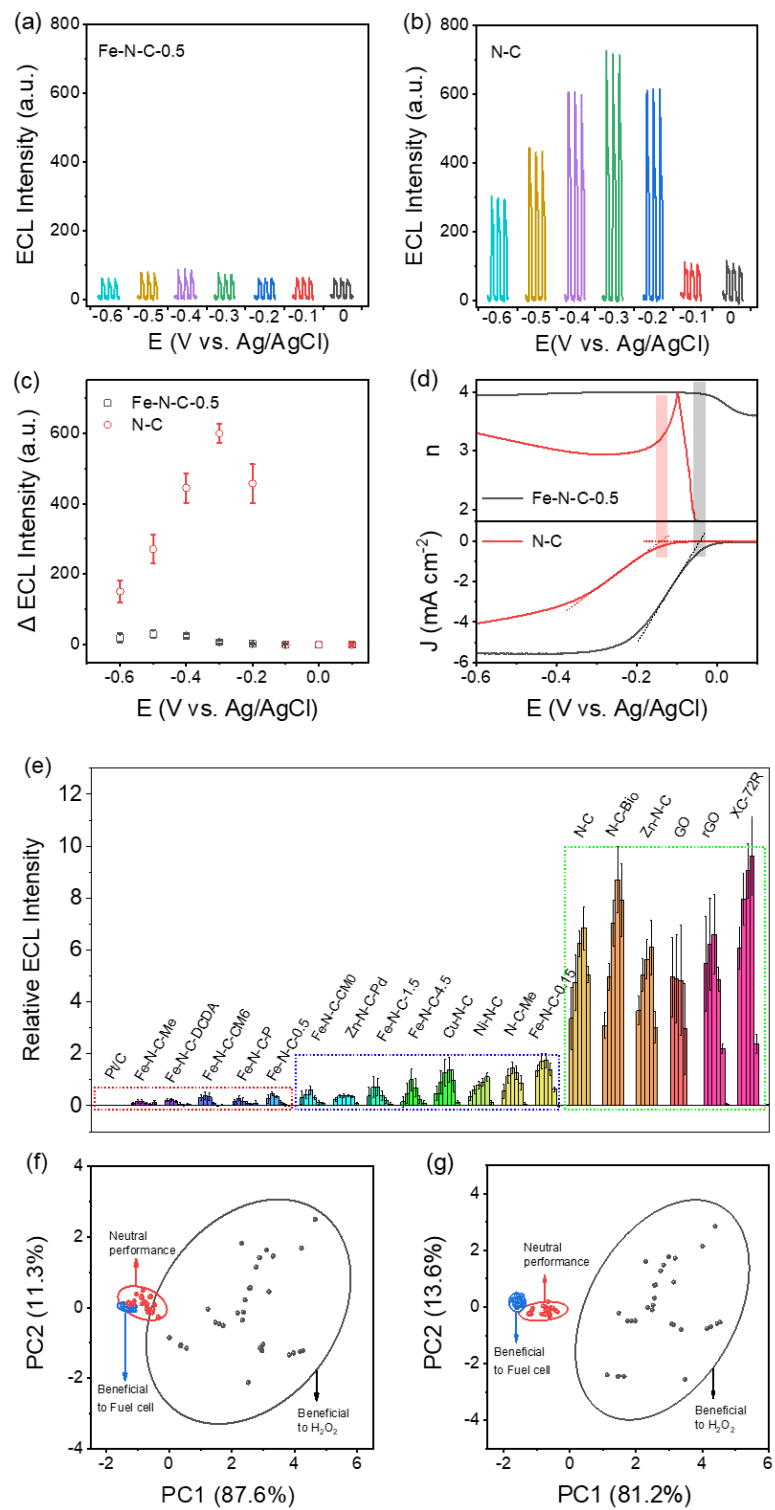 (a)
Fe-N-C-0.5
ECL Intensity (a.u.)
800
600
400
200
0
-0.6 -0.5 -0.4 -0.3 -0.2 -0.1 0
E (V vs. Ag/AgCl)
(b)
N-C
ECL Intensity (a.u.)
800
600
400
200
0
-0.6 -0.5 -0.4 -0.3 -0.2 -0.1 0
E(V vs. Ag/AgCl)
(c)
Fe-N-C-0.5
N-C
Δ ECL Intensity (a.u.)
600
400
200
0
-0.6 -0.4 -0.2 0.0
E (V vs. Ag/AgCl)
(d)
n
4
3
2
Fe-N-C-0.5
N-C
J (mA cm⁻²)
0
-2
-4
-6
-0.6 -0.4 -0.2 0.0
E (V vs. Ag/AgCl)
(e)
Relative ECL Intensity
12
10
8
6
4
2
0
Pt/C
Fe-N-C-Me
Fe-N-C-DCDA
Fe-N-C-CM6
Fe-N-C-P
Fe-N-C-0.5
Fe-N-C-CM0
Zn-N-C-Pd
Fe-N-C-1.5
Fe-N-C-4.5
Cu-N-C
Ni-N-C
N-C-Me
Fe-N-C-0.15
N-C
N-C-Bio
Zn-N-C
GO
rGO
XC-72R
(f)
PC2 (11.3%)
4
2
0
-2
-4
Neutral
performance
Beneficial
to Fuel cell
Beneficial
to H₂O₂
-2 0 2 4 6
PC1 (87.6%)
(g)
PC2 (13.6%)
4
2
0
-2
-4
Neutral
performance
Beneficial
to Fuel cell
Beneficial
to H₂O₂
-2 0 2 4 6
PC1 (81.2%)